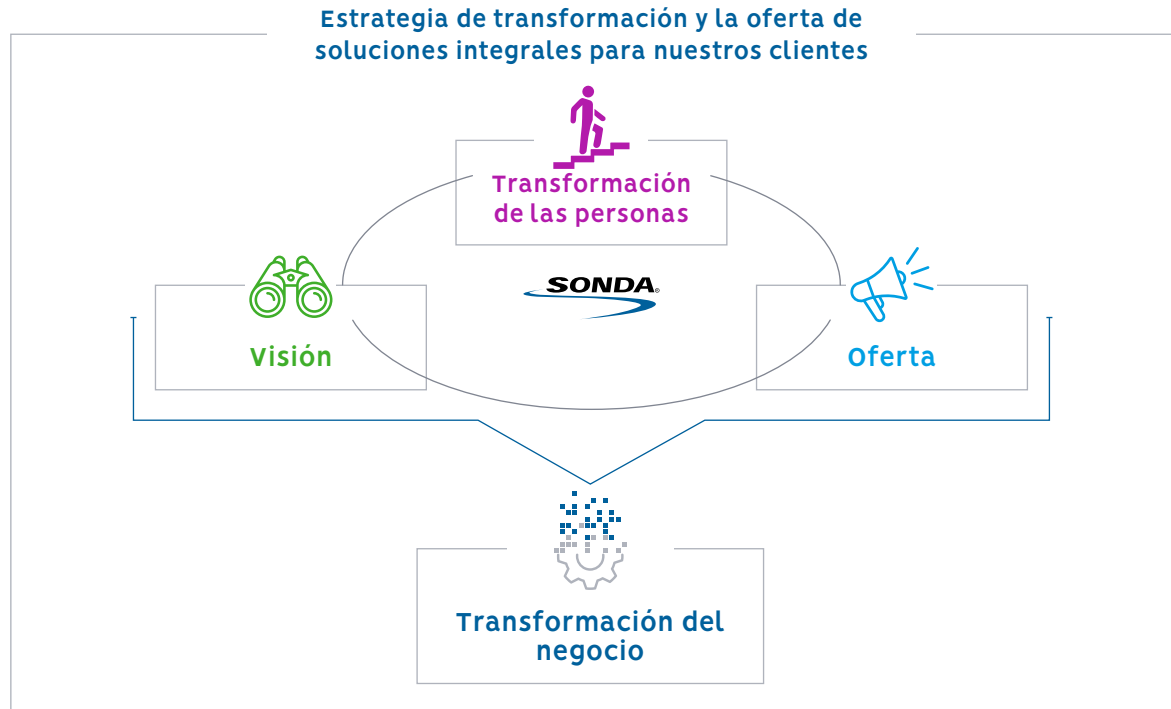 Estrategia de transformación y la oferta de
soluciones integrales para nuestros clientes
Transformación
de las personas
SONDA®
Visión
Oferta
Transformación del
negocio